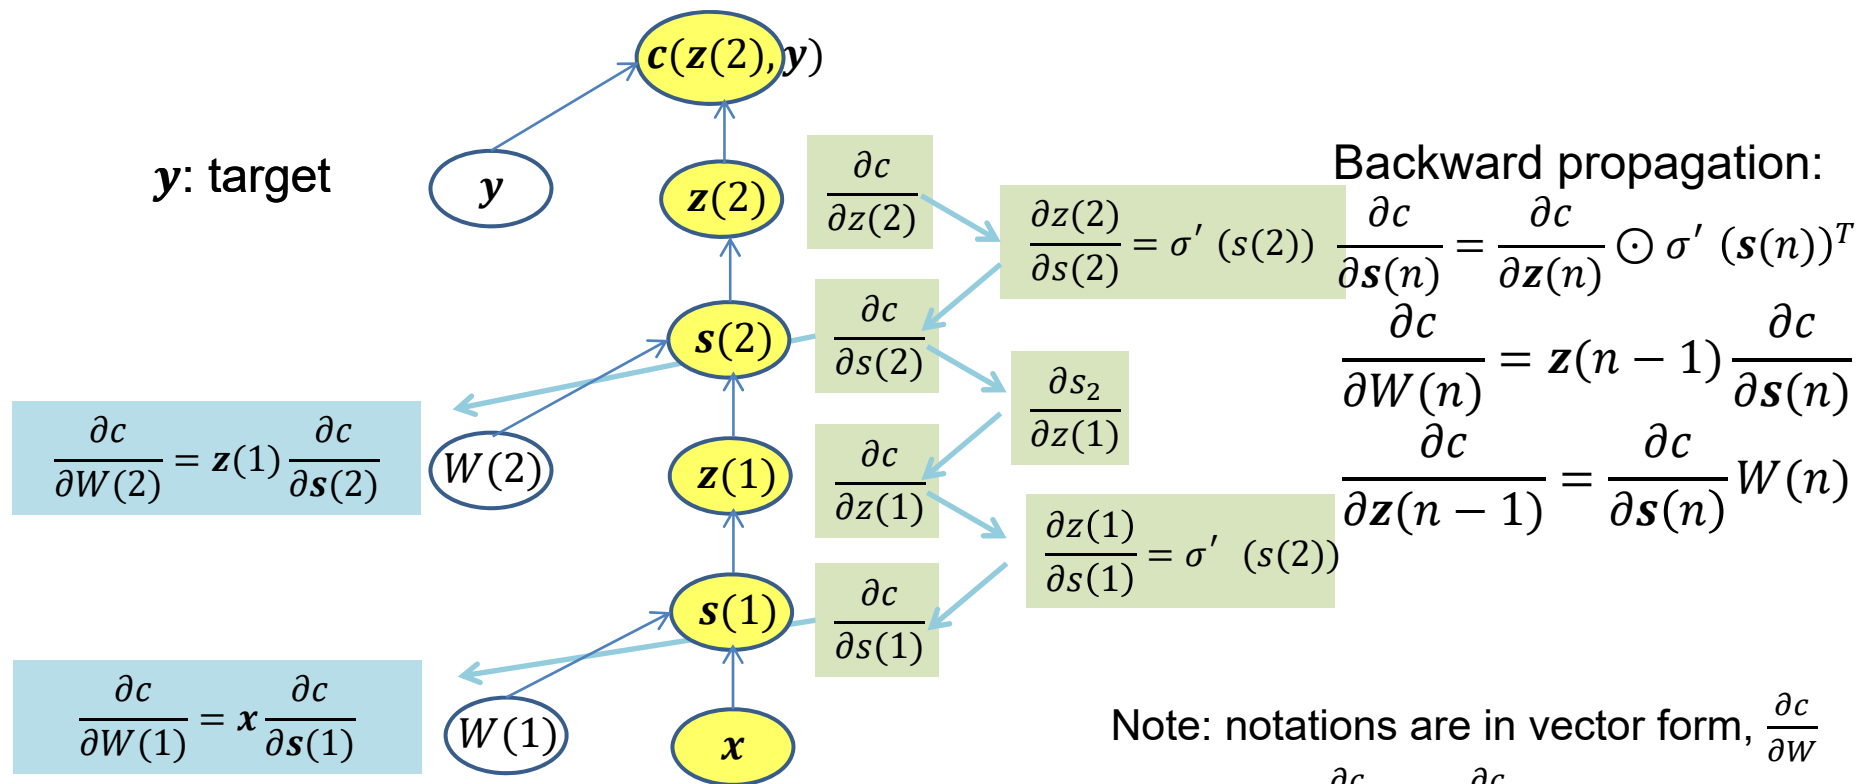 c(z(2), y)
y: target
y
z(2)
∂c/∂z(2)
∂z(2)/∂s(2) = σ′ (s(2))
Backward propagation:
∂c/∂s(n) = ∂c/∂z(n) ⊙ σ′ (s(n))ᵀ
∂c/∂W(n) = z(n − 1) ∂c/∂s(n)
∂c/∂z(n − 1) = ∂c/∂s(n) W(n)
s(2)
∂c/∂s(2)
∂s₂/∂z(1)
∂c/∂W(2) = z(1) ∂c/∂s(2)
W(2)
z(1)
∂c/∂z(1)
∂z(1)/∂s(1) = σ′ (s(2))
s(1)
∂c/∂s(1)
∂c/∂W(1) = x ∂c/∂s(1)
W(1)
x
Note: notations are in vector form, ∂c/∂W
∂c ∂c